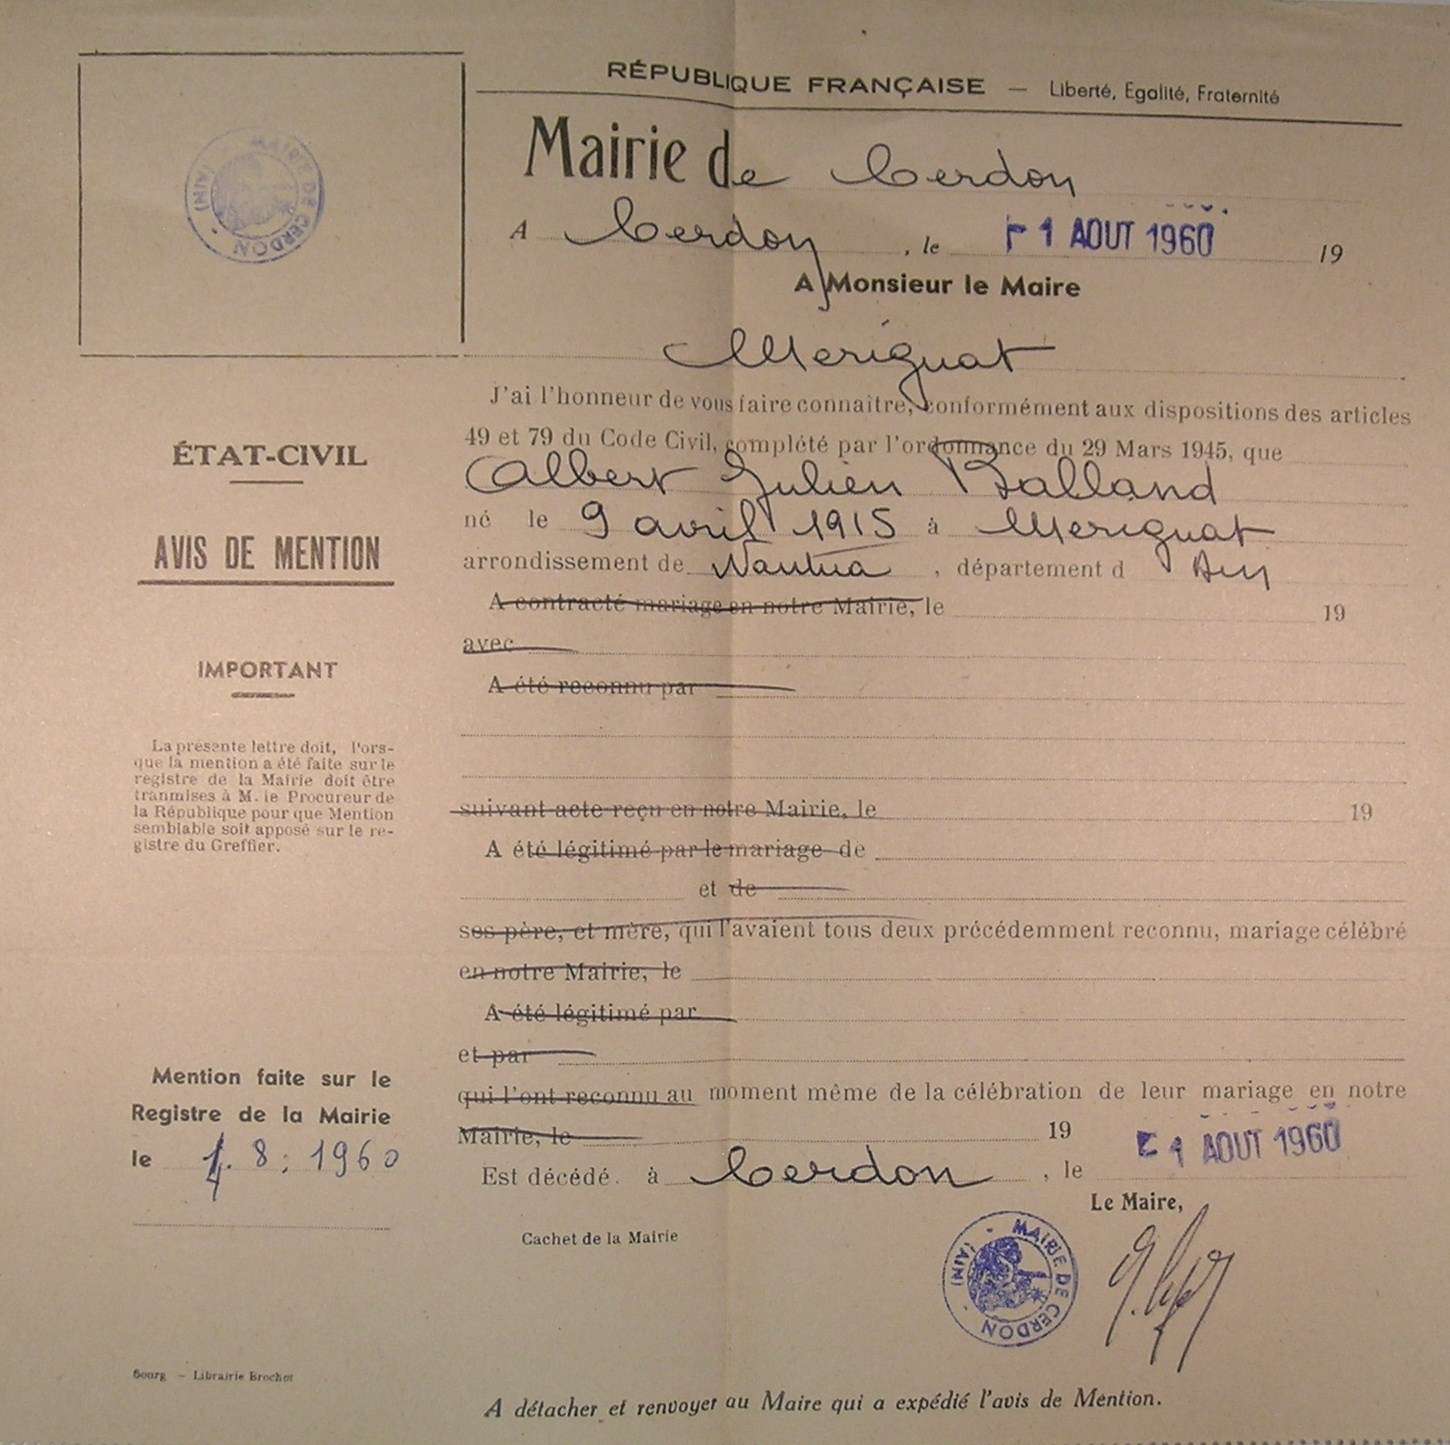 RÉPUBLIQUE FRANÇAISE — Liberté, Egalité, Fraternité
MAIRIE DE CERDON (AIN)
Mairie de Cerdon
A Cerdon, le 1 AOUT 1960 19
A Monsieur le Maire
Mérignat
J'ai l'honneur de vous faire connaitre, conformément aux dispositions des articles
49 et 79 du Code Civil, complété par l'ordonnance du 29 Mars 1945, que
Albert Julien Balland
né le 9 avril 1915 à Merignat
arrondissement de Nantua, département d Ain
A contracté mariage en notre Mairie, le 19
avec
A été reconnu par
suivant acte reçu en notre Mairie, le 19
A été légitimé par le mariage de
et de
ses père, et mère, qui l'avaient tous deux précédemment reconnu, mariage célébré
en notre Mairie, le
A été légitimé par
et par
qui l'ont reconnu au moment même de la célébration de leur mariage en notre
Mairie, le 19
Est décédé. à Cerdon, le 1 AOUT 1960
Le Maire,
Cachet de la Mairie
MAIRIE DE CERDON (AIN)
A détacher et renvoyer au Maire qui a expédié l'avis de Mention.
ÉTAT-CIVIL
AVIS DE MENTION
IMPORTANT
La présente lettre doit, l'ors-
que la mention a été faite sur le
registre de la Mairie doit être
tranmises à M. le Procureur de
la République pour que Mention
semblable soit apposé sur le re-
gistre du Greffier.
Mention faite sur le
Registre de la Mairie
le 8. 1960
Bourg — Librairie Brochot